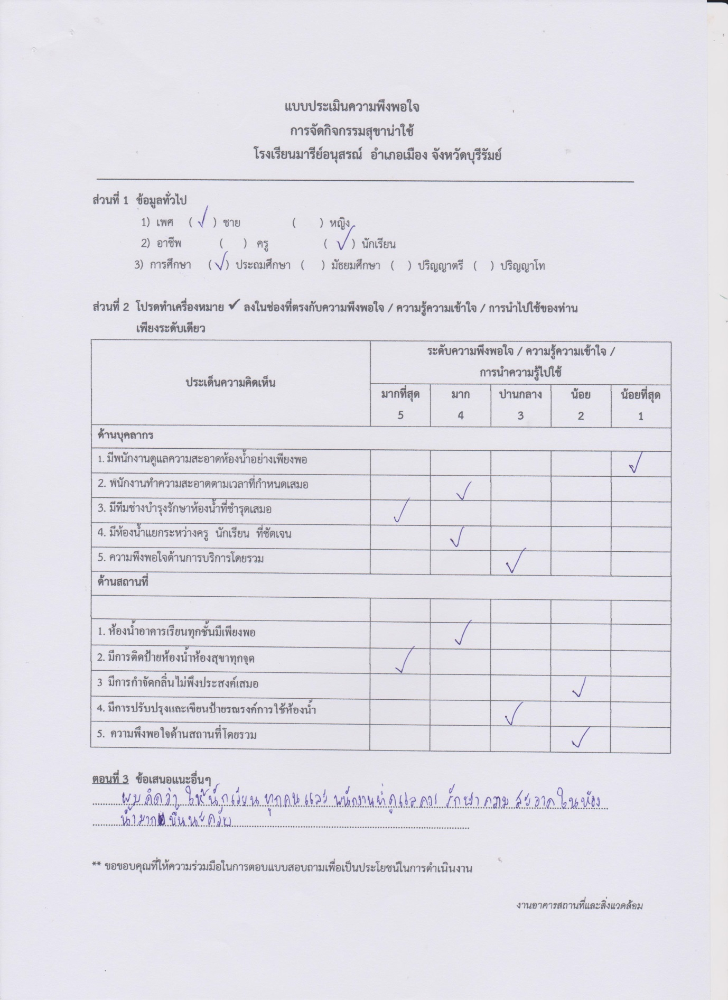 แบบประเมินความพึงพอใจ
การจัดกิจกรรมสุขาน่าใช้
โรงเรียนมารีย์อนุสรณ์ อำเภอเมือง จังหวัดบุรีรัมย์
ส่วนที่ 1 ข้อมูลทั่วไป
1) เพศ (✓) ชาย ( ) หญิง
2) อาชีพ ( ) ครู (✓) นักเรียน
3) การศึกษา (✓) ประถมศึกษา ( ) มัธยมศึกษา ( ) ปริญญาตรี ( ) ปริญญาโท
ส่วนที่ 2 โปรดทำเครื่องหมาย ✓ ลงในช่องที่ตรงกับความพึงพอใจ / ความรู้ความเข้าใจ / การนำไปใช้ของท่าน
เพียงระดับเดียว
ประเด็นความคิดเห็น
ระดับความพึงพอใจ / ความรู้ความเข้าใจ /
การนำความรู้ไปใช้
มากที่สุด มาก ปานกลาง น้อย น้อยที่สุด
5 4 3 2 1
ด้านบุคลากร
1. มีพนักงานดูแลความสะอาดห้องน้ำอย่างเพียงพอ ✓
2. พนักงานทำความสะอาดตามเวลาที่กำหนดเสมอ ✓
3. มีทีมช่างบำรุงรักษาห้องน้ำที่ชำรุดเสมอ ✓
4. มีห้องน้ำแยกระหว่างครู นักเรียน ที่ชัดเจน ✓
5. ความพึงพอใจด้านการบริการโดยรวม ✓
ด้านสถานที่
1. ห้องน้ำอาคารเรียนทุกชั้นมีเพียงพอ ✓
2. มีการติดป้ายห้องน้ำห้องสุขาทุกจุด ✓
3 มีการกำจัดกลิ่นไม่พึงประสงค์เสมอ ✓
4. มีการปรับปรุงและเขียนป้ายรณรงค์การใช้ห้องน้ำ ✓
5. ความพึงพอใจด้านสถานที่โดยรวม ✓
ตอนที่ 3 ข้อเสนอแนะอื่นๆ
ผมคิดว่า ให้นักเรียน ทุกคน และ พนักงานที่ดูแลควร รักษา ความ สะอาด ในห้อง
น้ำมาก ขึ้นนะครับ
** ขอขอบคุณที่ให้ความร่วมมือในการตอบแบบสอบถามเพื่อเป็นประโยชน์ในการดำเนินงาน
งานอาคารสถานที่และสิ่งแวดล้อม